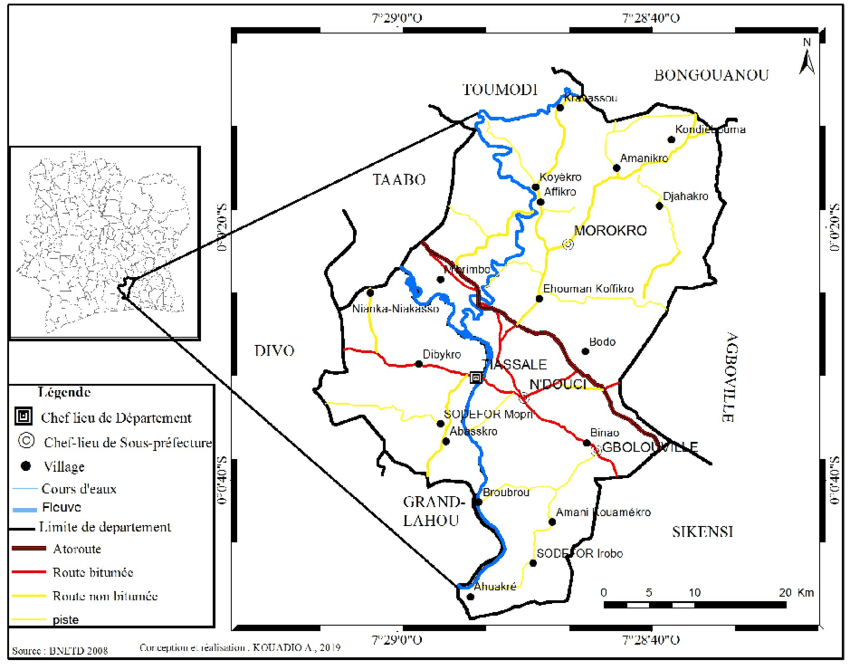 7°29'0"O
7°28'40"O
N
BONGOUANOU
TOUMODI
Krabassou
Kondiebouma
Amanikro
TAABO
Koyèkro
Affikro
Djahakro
0°0'20"S
0°0'20"S
MOROKRO
M'brimbo
Ehouman Koffikro
Nianka-Niakasso
DIVO
Bodo
AGBOVILLE
Dibykro
TIASSALE
N'DOUCI
Légende
Chef lieu de Département
Chef-lieu de Sous-préfecture
Village
Cours d'eaux
Fleuve
Limite de departement
Atoroute
Route bitumée
Route non bitumée
piste
SODEFOR Mopri
Abasskro
Binao
GBOLOUVILLE
0°0'40"S
0°0'40"S
GRAND-
LAHOU
Broubrou
Amani Kouamékro
SIKENSI
SODEFOR Irobo
Ahuakré
0 5 10 20 Km
7°29'0"O
7°28'40"O
Source : BNETD 2008
Conception et réalisation : KOUADIO A., 2019